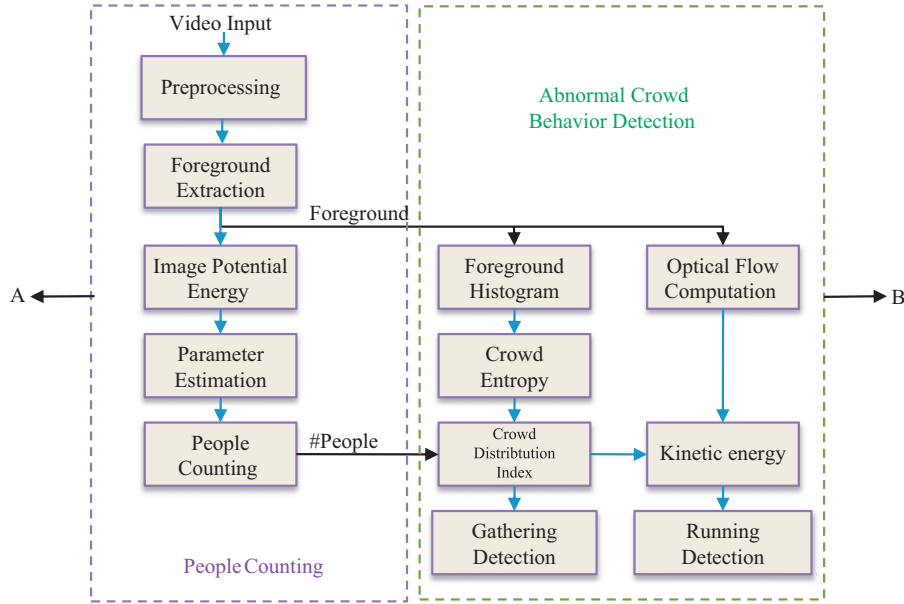 Video Input
Preprocessing
Foreground
Extraction
Foreground
Image Potential
Energy
Parameter
Estimation
People
Counting
#People
People Counting
A
Abnormal Crowd
Behavior Detection
Foreground
Histogram
Optical Flow
Computation
Crowd
Entropy
Crowd
Distribtution
Index
Kinetic energy
Gathering
Detection
Running
Detection
B